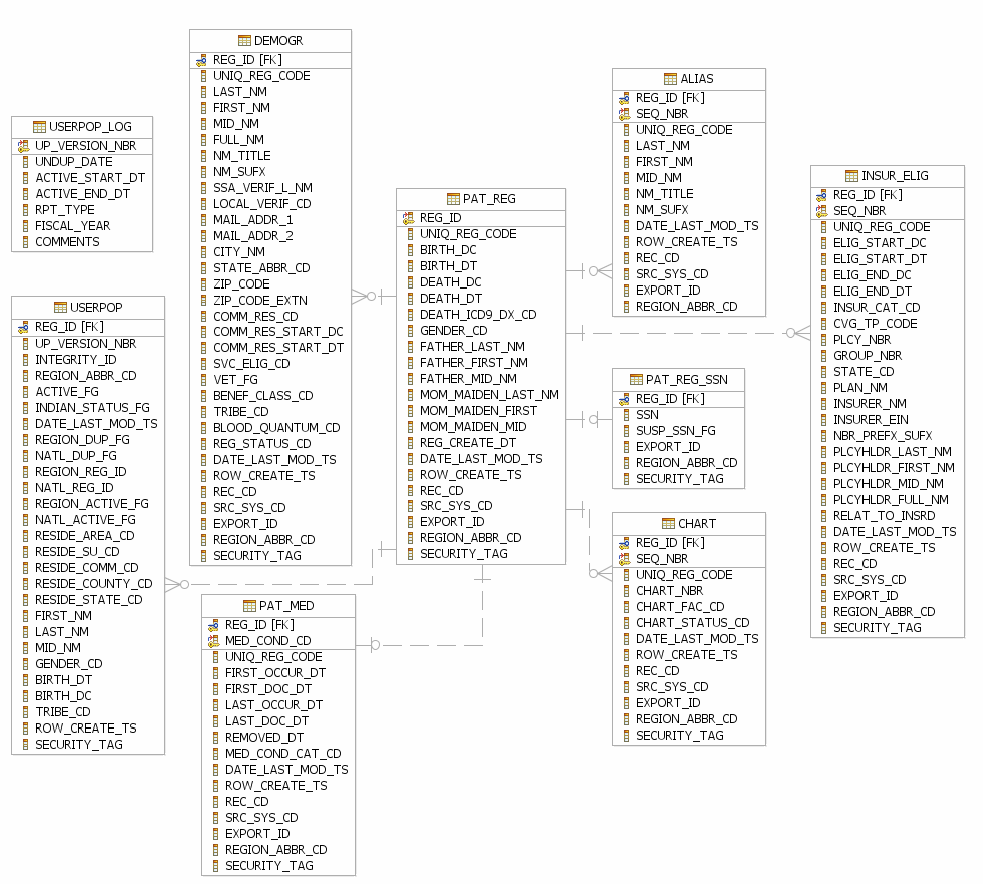 DEMOGR
REG_ID [FK]
UNIQ_REG_CODE
LAST_NM
FIRST_NM
MID_NM
FULL_NM
NM_TITLE
NM_SUFX
SSA_VERIF_L_NM
LOCAL_VERIF_CD
MAIL_ADDR_1
MAIL_ADDR_2
CITY_NM
STATE_ABBR_CD
ZIP_CODE
ZIP_CODE_EXTN
COMM_RES_CD
COMM_RES_START_DC
COMM_RES_START_DT
SVC_ELIG_CD
VET_FG
BENEF_CLASS_CD
TRIBE_CD
BLOOD_QUANTUM_CD
REG_STATUS_CD
DATE_LAST_MOD_TS
ROW_CREATE_TS
REC_CD
SRC_SYS_CD
EXPORT_ID
REGION_ABBR_CD
SECURITY_TAG
USERPOP_LOG
UP_VERSION_NBR
UNDUP_DATE
ACTIVE_START_DT
ACTIVE_END_DT
RPT_TYPE
FISCAL_YEAR
COMMENTS
USERPOP
REG_ID [FK]
UP_VERSION_NBR
INTEGRITY_ID
REGION_ABBR_CD
ACTIVE_FG
INDIAN_STATUS_FG
DATE_LAST_MOD_TS
REGION_DUP_FG
NATL_DUP_FG
REGION_REG_ID
NATL_REG_ID
REGION_ACTIVE_FG
NATL_ACTIVE_FG
RESIDE_AREA_CD
RESIDE_SU_CD
RESIDE_COMM_CD
RESIDE_COUNTY_CD
RESIDE_STATE_CD
FIRST_NM
LAST_NM
MID_NM
GENDER_CD
BIRTH_DT
BIRTH_DC
TRIBE_CD
ROW_CREATE_TS
SECURITY_TAG
PAT_MED
REG_ID [FK]
MED_COND_CD
UNIQ_REG_CODE
FIRST_OCCUR_DT
FIRST_DOC_DT
LAST_OCCUR_DT
LAST_DOC_DT
REMOVED_DT
MED_COND_CAT_CD
DATE_LAST_MOD_TS
ROW_CREATE_TS
REC_CD
SRC_SYS_CD
EXPORT_ID
REGION_ABBR_CD
SECURITY_TAG
PAT_REG
REG_ID
UNIQ_REG_CODE
BIRTH_DC
BIRTH_DT
DEATH_DC
DEATH_DT
DEATH_ICD9_DX_CD
GENDER_CD
FATHER_LAST_NM
FATHER_FIRST_NM
FATHER_MID_NM
MOM_MAIDEN_LAST_NM
MOM_MAIDEN_FIRST
MOM_MAIDEN_MID
REG_CREATE_DT
DATE_LAST_MOD_TS
ROW_CREATE_TS
REC_CD
SRC_SYS_CD
EXPORT_ID
REGION_ABBR_CD
SECURITY_TAG
ALIAS
REG_ID [FK]
SEQ_NBR
UNIQ_REG_CODE
LAST_NM
FIRST_NM
MID_NM
NM_TITLE
NM_SUFX
DATE_LAST_MOD_TS
ROW_CREATE_TS
REC_CD
SRC_SYS_CD
EXPORT_ID
REGION_ABBR_CD
PAT_REG_SSN
REG_ID [FK]
SSN
SUSP_SSN_FG
EXPORT_ID
REGION_ABBR_CD
SECURITY_TAG
CHART
REG_ID [FK]
SEQ_NBR
UNIQ_REG_CODE
CHART_NBR
CHART_FAC_CD
CHART_STATUS_CD
DATE_LAST_MOD_TS
ROW_CREATE_TS
REC_CD
SRC_SYS_CD
EXPORT_ID
REGION_ABBR_CD
SECURITY_TAG
INSUR_ELIG
REG_ID [FK]
SEQ_NBR
UNIQ_REG_CODE
ELIG_START_DC
ELIG_START_DT
ELIG_END_DC
ELIG_END_DT
INSUR_CAT_CD
CVG_TP_CODE
PLCY_NBR
GROUP_NBR
STATE_CD
PLAN_NM
INSURER_NM
INSURER_EIN
NBR_PREFX_SUFX
PLCYHLDR_LAST_NM
PLCYHLDR_FIRST_NM
PLCYHLDR_MID_NM
PLCYHLDR_FULL_NM
RELAT_TO_INSRD
DATE_LAST_MOD_TS
ROW_CREATE_TS
REC_CD
SRC_SYS_CD
EXPORT_ID
REGION_ABBR_CD
SECURITY_TAG